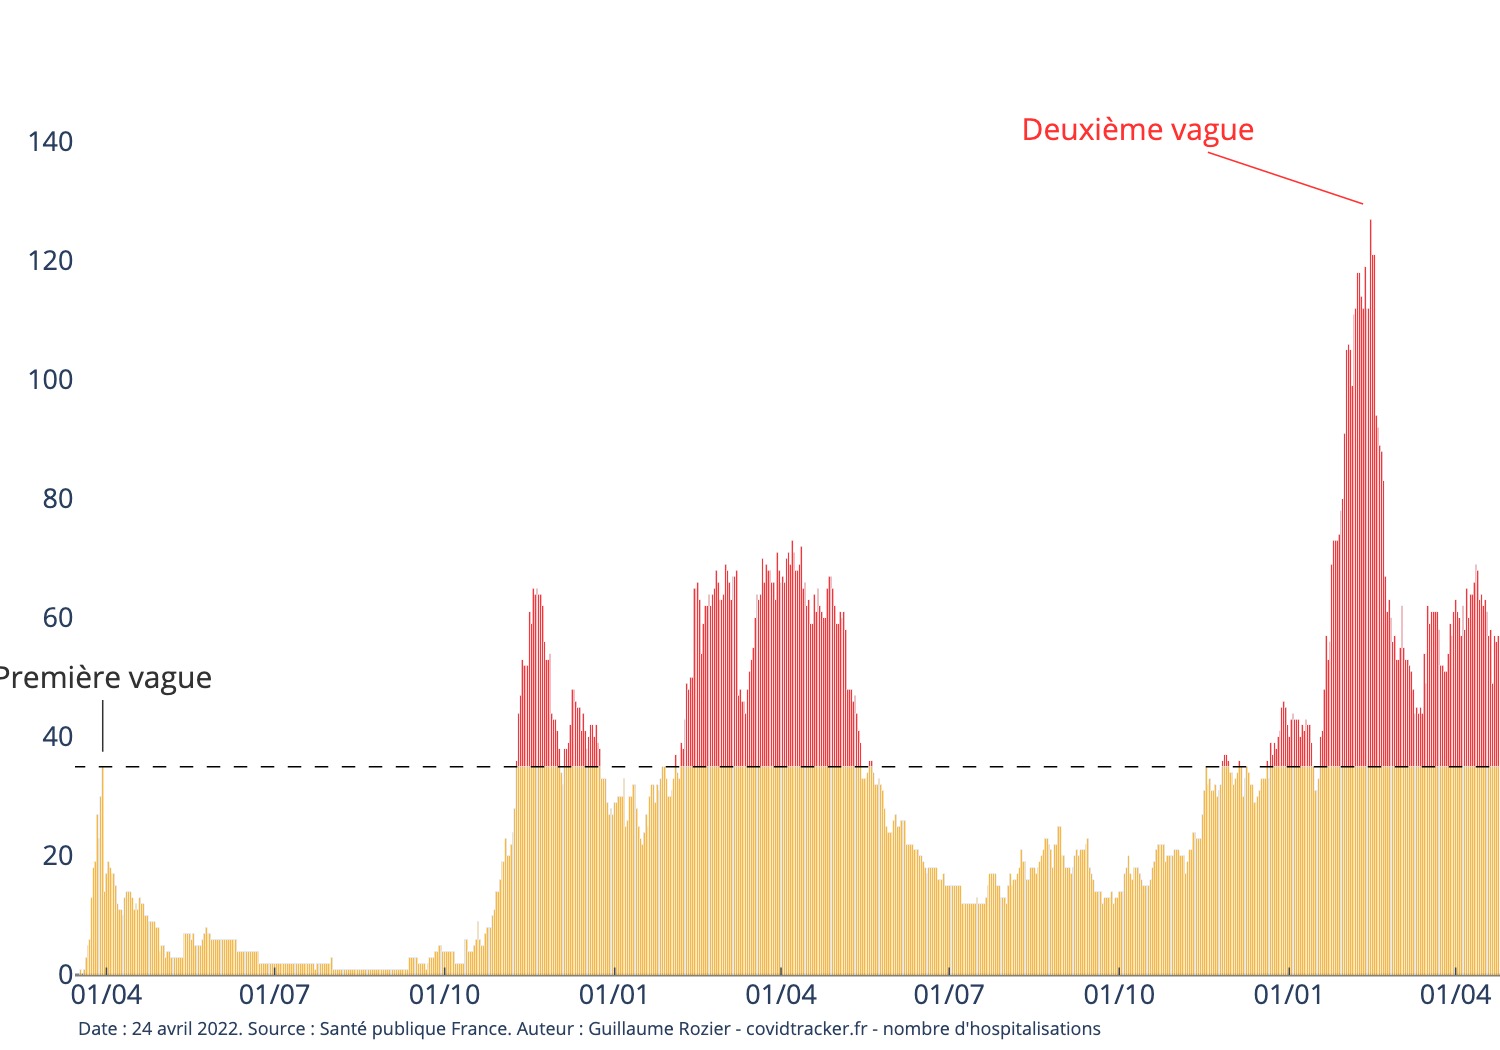 Deuxième vague
140
120
100
80
60
Première vague
40
20
0
01/04 01/07 01/10 01/01 01/04 01/07 01/10 01/01 01/04
Date : 24 avril 2022. Source : Santé publique France. Auteur : Guillaume Rozier - covidtracker.fr - nombre d'hospitalisations